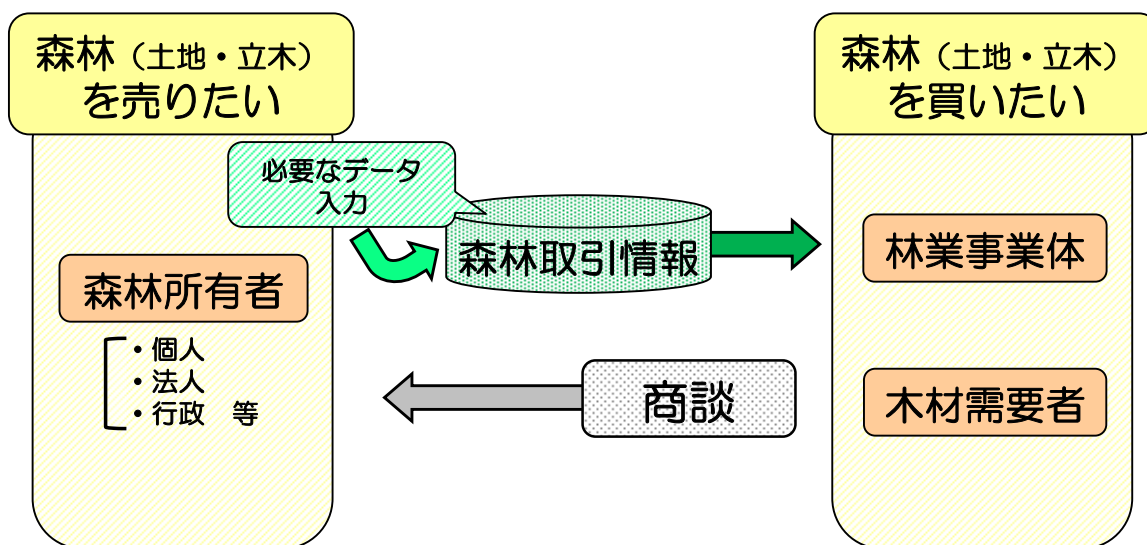 森林（土地・立木）
を売りたい
必要なデータ
入力
森林所有者
・個人
・法人
・行政　等
森林取引情報
商談
森林（土地・立木）
を買いたい
林業事業体
木材需要者